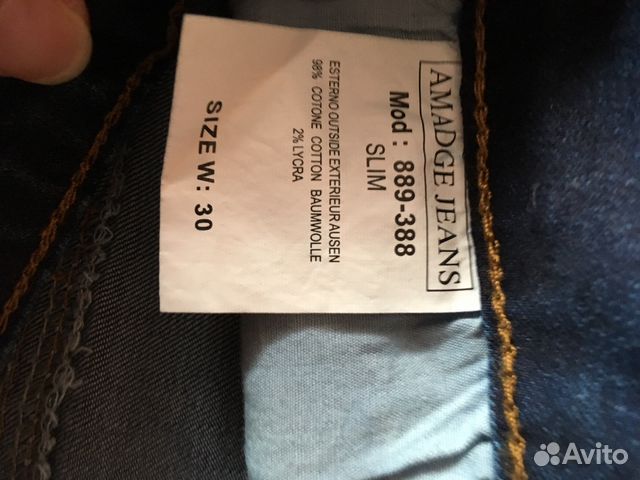 AMADGE JEANS
Mod : 889-388
SLIM
ESTERNO OUTSIDE EXTERIEUR AUSEN
98% COTONE COTTON BAUMWOLLE
2% LYCRA
SIZE W: 30
Avito